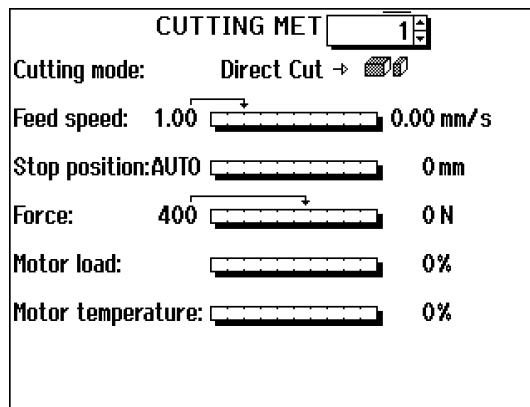 CUTTING MET 1
Cutting mode: Direct Cut
Feed speed: 1.00 0.00 mm/s
Stop position: AUTO 0 mm
Force: 400 0 N
Motor load: 0%
Motor temperature: 0%